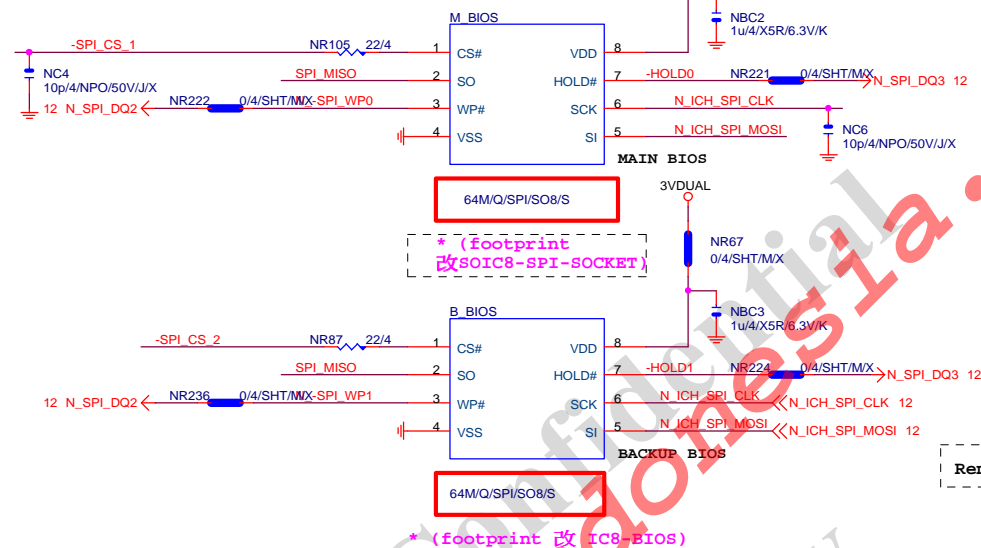 M_BIOS
NBC2
1u/4/X5R/6.3V/K
-SPI_CS_1
NR105 22/4
1 CS# VDD 8
NC4
10p/4/NPO/50V/J/X
SPI_MISO
2 SO HOLD# 7
-HOLD0
NR221 0/4/SHT/M/X
N_SPI_DQ3 12
12 N_SPI_DQ2
NR222 0/4/SHT/M/X
-SPI_WP0
3 WP# SCK 6
N_ICH_SPI_CLK
4 VSS SI 5
N_ICH_SPI_MOSI
NC6
10p/4/NPO/50V/J/X
MAIN BIOS
64M/Q/SPI/SO8/S
3VDUAL
* (footprint
改SOIC8-SPI-SOCKET)
NR67
0/4/SHT/M/X
B_BIOS
NBC3
1u/4/X5R/6.3V/K
-SPI_CS_2
NR87 22/4
1 CS# VDD 8
SPI_MISO
2 SO HOLD# 7
-HOLD1
NR224 0/4/SHT/M/X
N_SPI_DQ3 12
12 N_SPI_DQ2
NR236 0/4/SHT/M/X
-SPI_WP1
3 WP# SCK 6
N_ICH_SPI_CLK
N_ICH_SPI_CLK 12
4 VSS SI 5
N_ICH_SPI_MOSI
N_ICH_SPI_MOSI 12
BACKUP BIOS
64M/Q/SPI/SO8/S
* (footprint 改 IC8-BIOS)
Confidential
donesia.